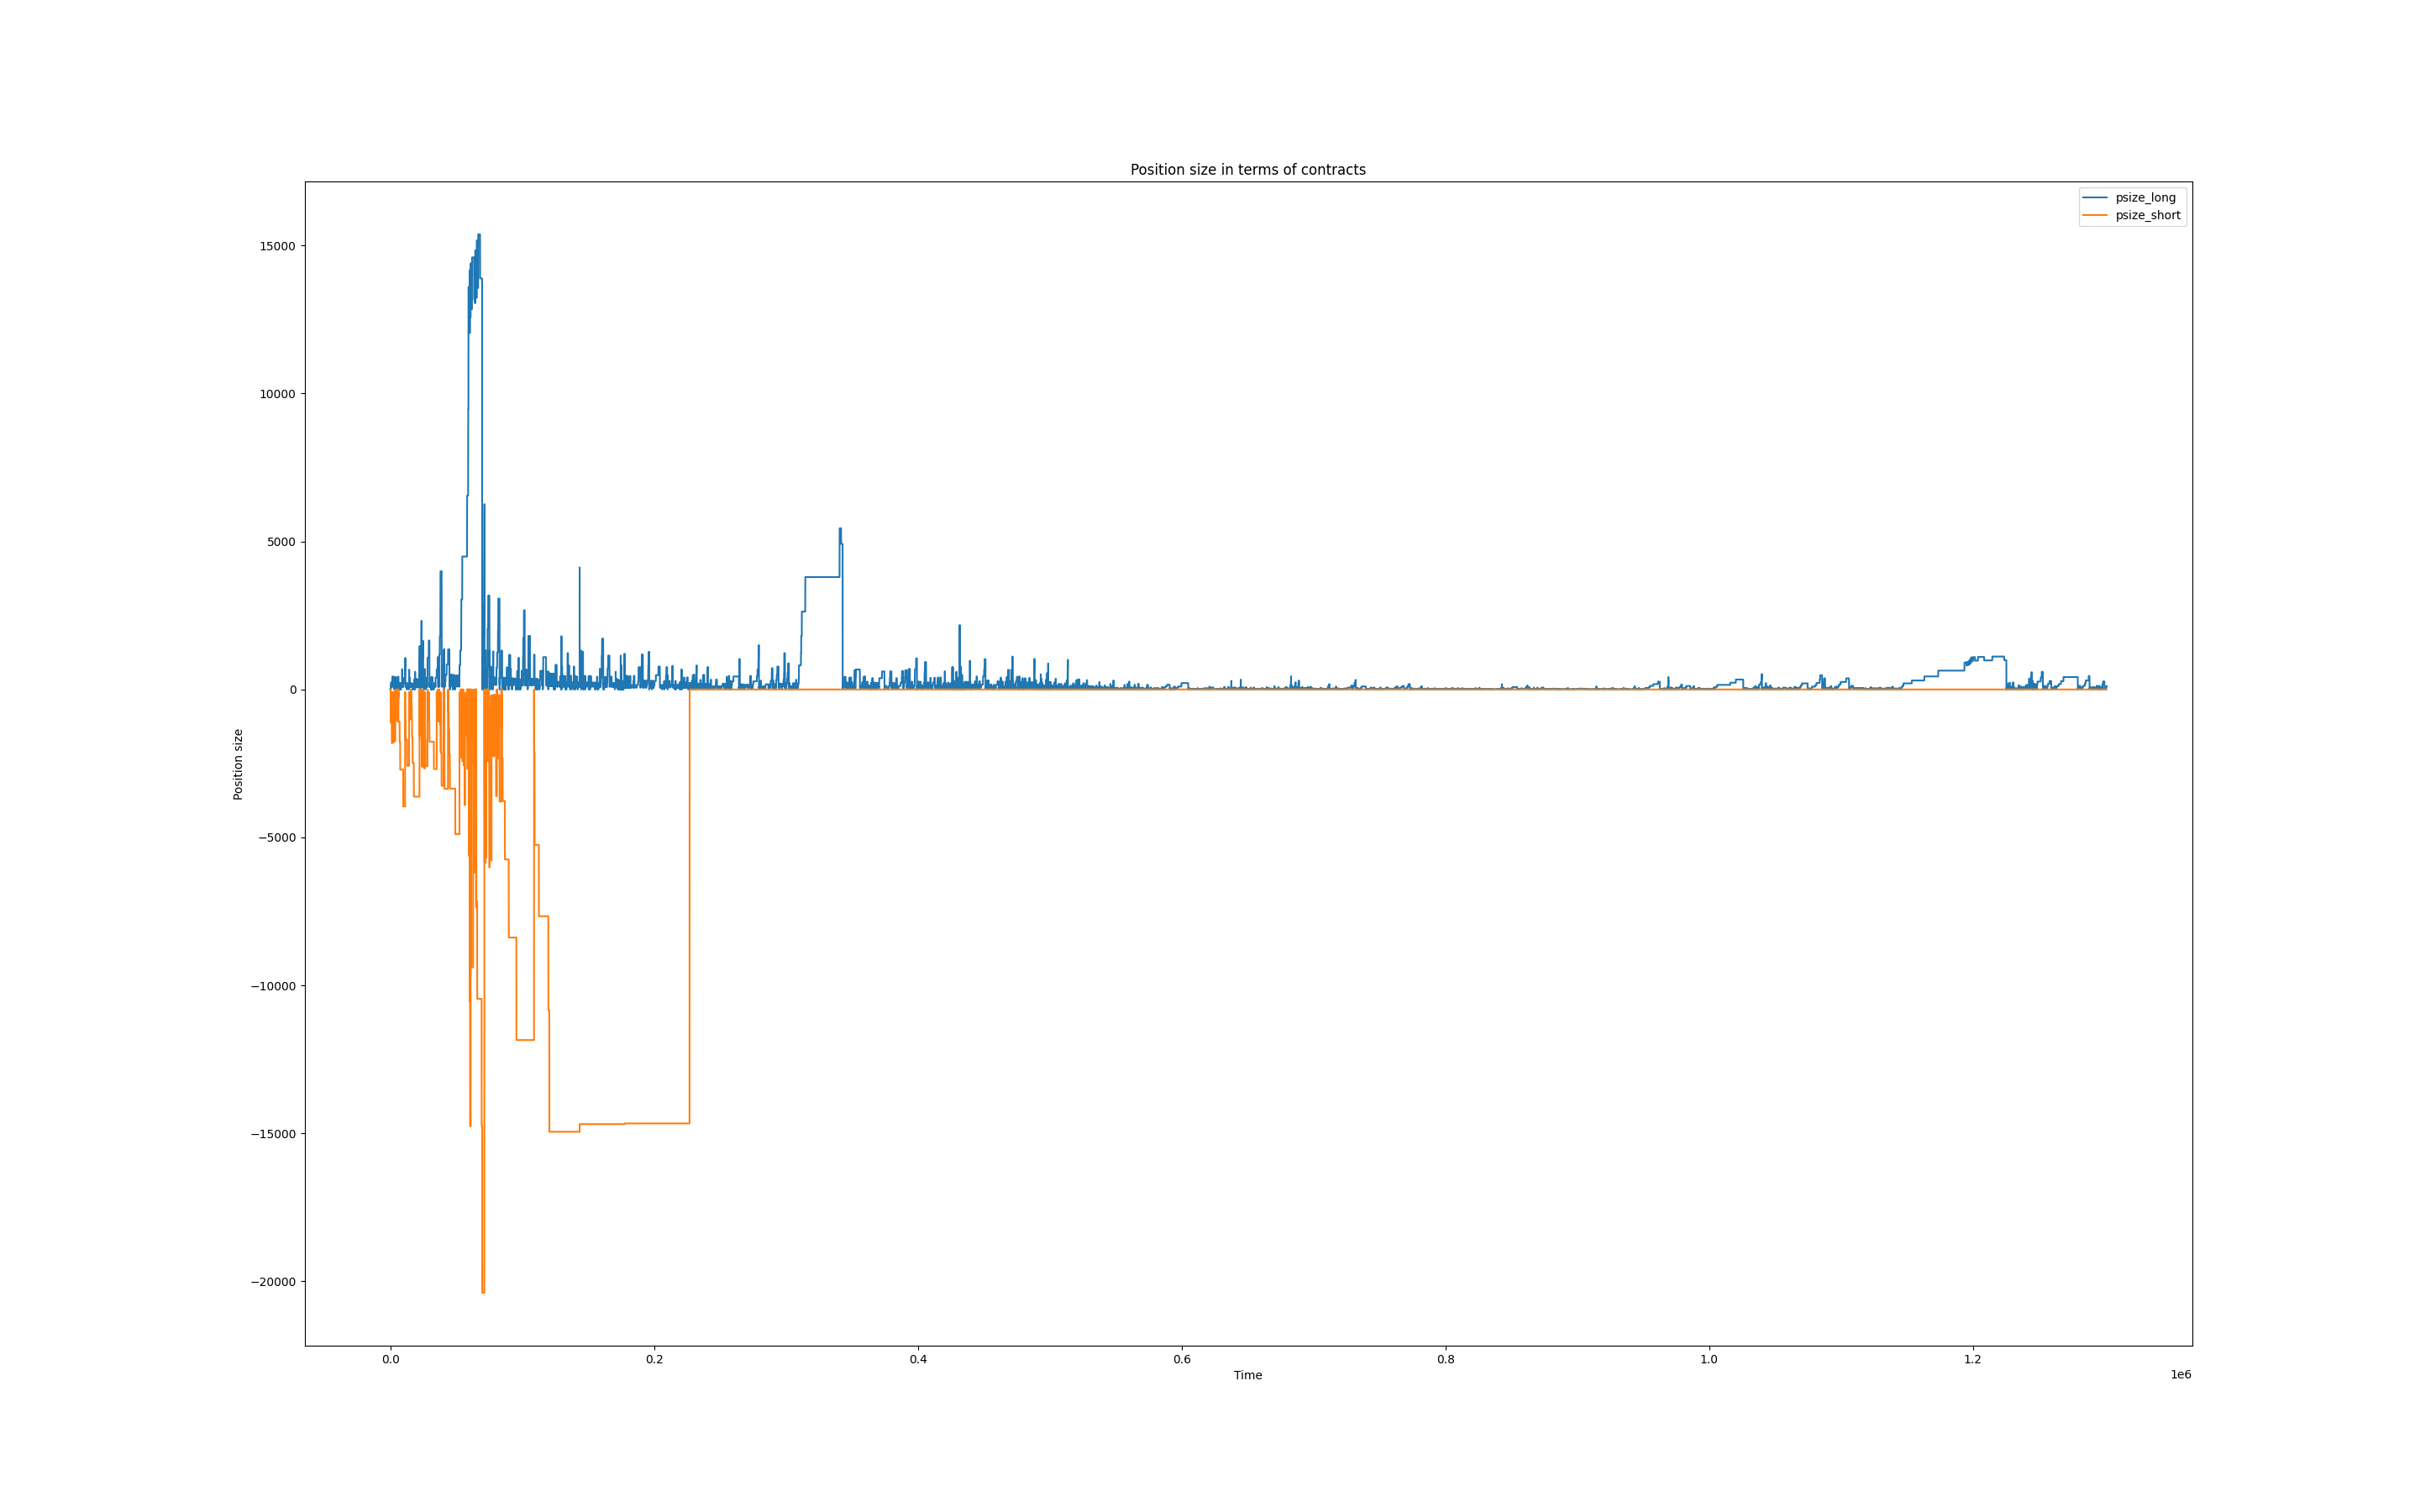 Position size in terms of contracts
psize_long
psize_short
15000
10000
5000
0
−5000
−10000
−15000
−20000
Position size
0.0 0.2 0.4 0.6 0.8 1.0 1.2
1e6
Time